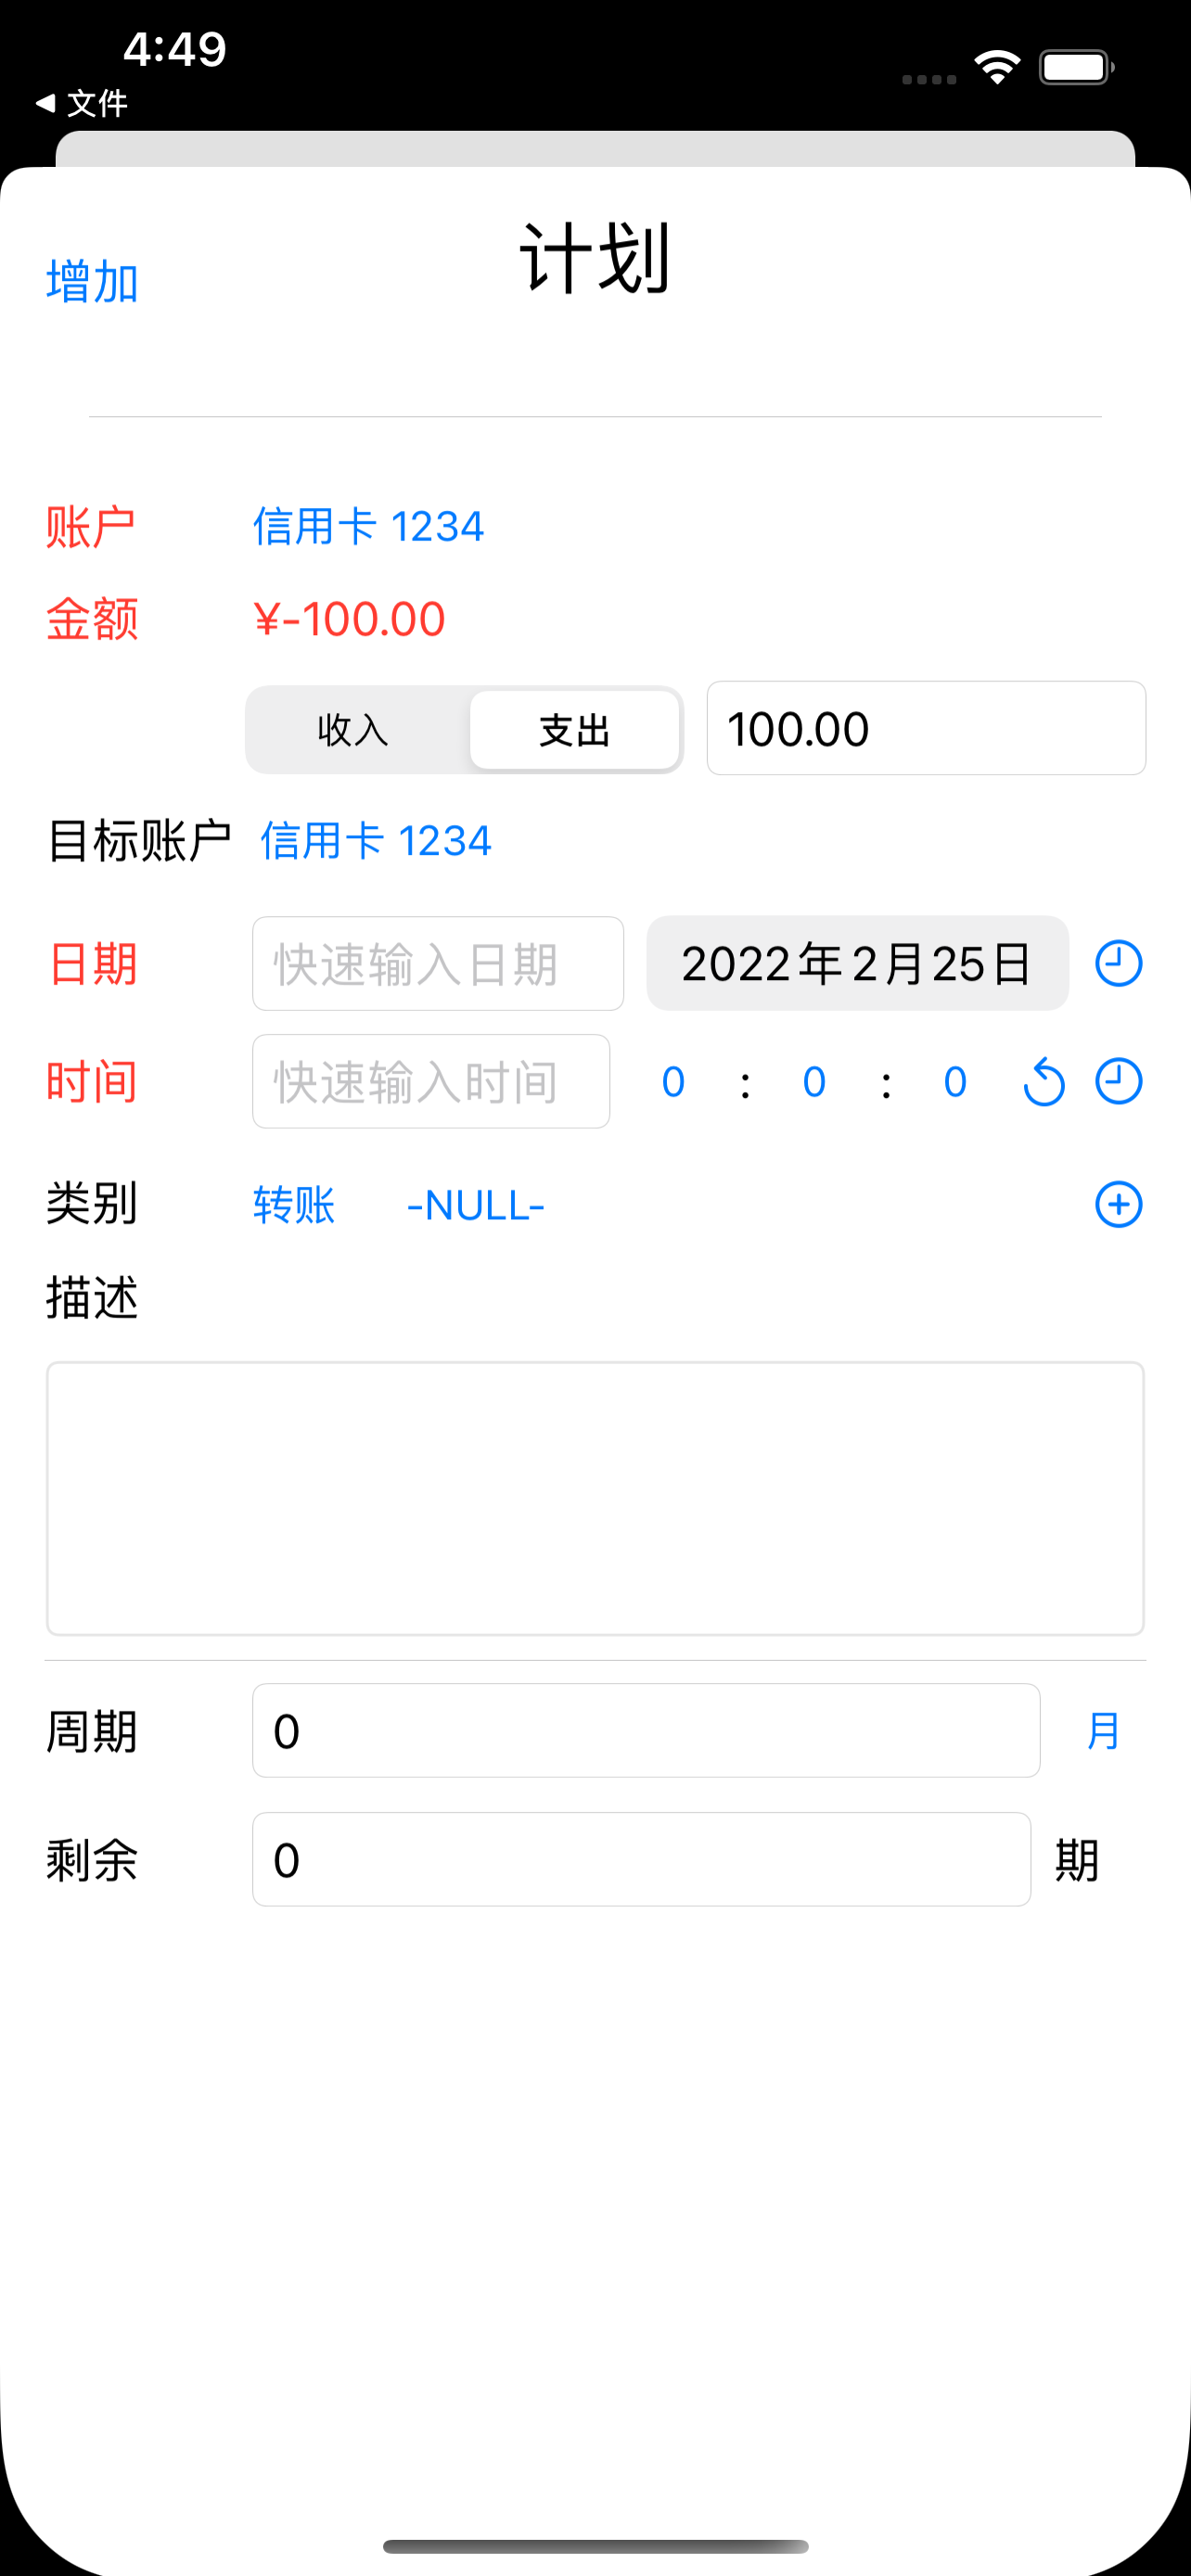 4:49
文件
计划
增加
账户 信用卡 1234
金额 ¥-100.00
收入 支出 100.00
目标账户 信用卡 1234
日期 快速输入日期 2022年2月25日
时间 快速输入时间 0 : 0 : 0
类别 转账 -NULL-
描述
周期 0 月
剩余 0 期